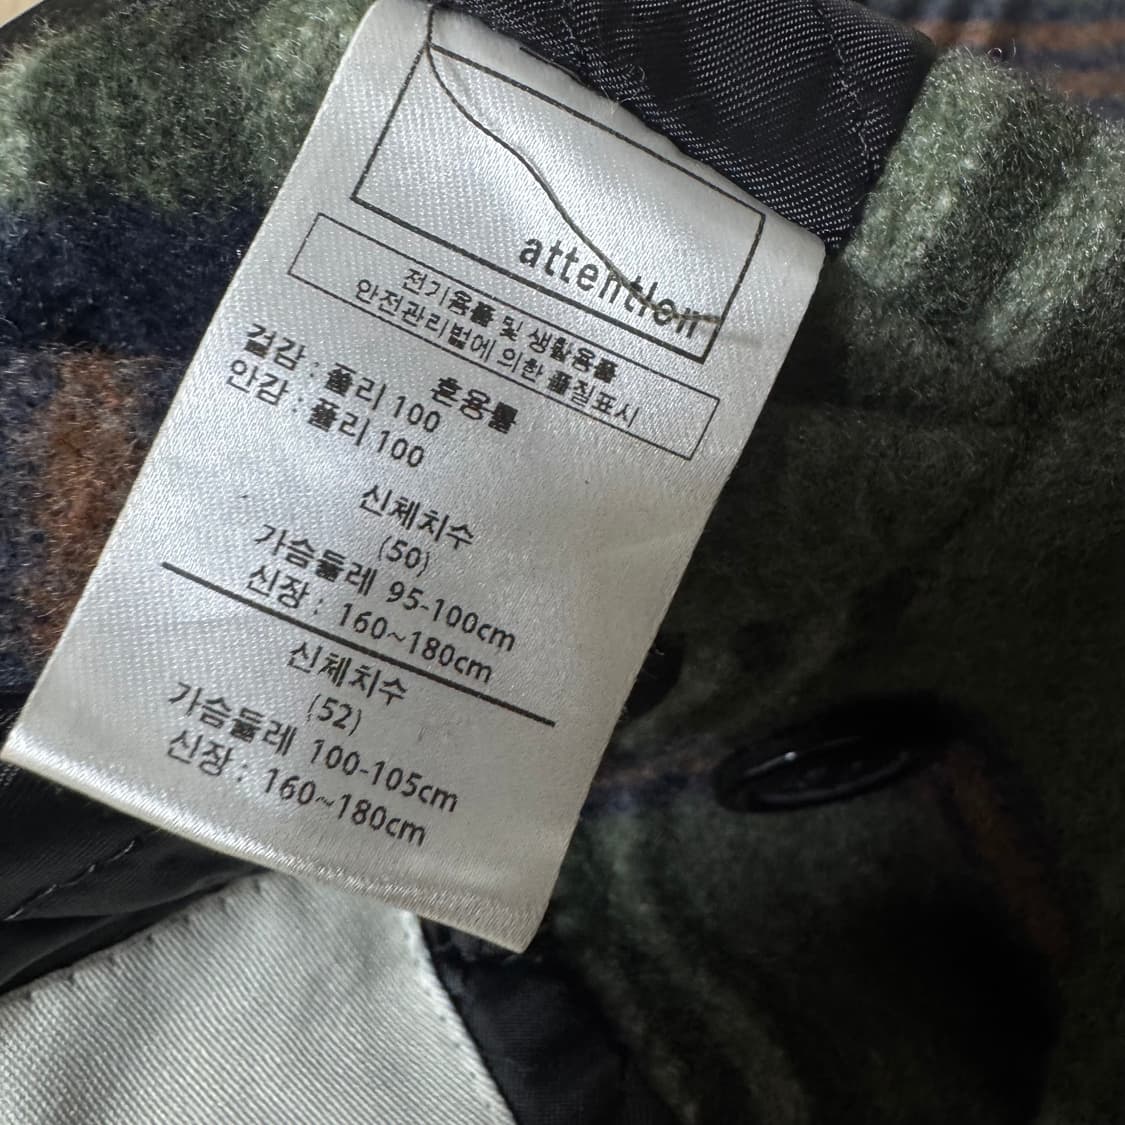 attention
전기용품 및 생활용품
안전관리법에 의한 품질표시
혼용률
겉감 : 폴리 100
안감 : 폴리 100
신체치수
(50)
가슴둘레 95-100cm
신장 : 160~180cm
신체치수
(52)
가슴둘레 100-105cm
신장 : 160~180cm